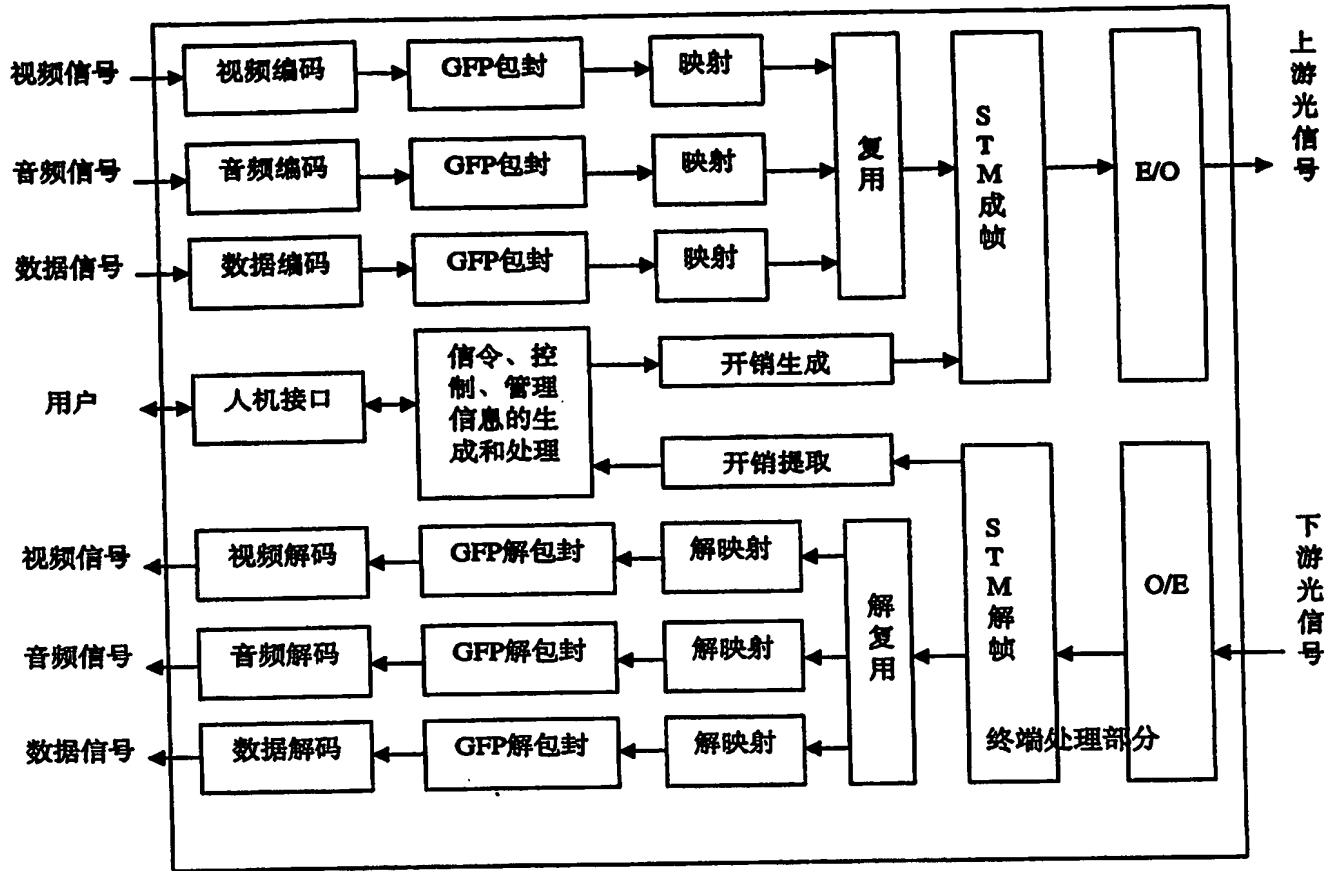 视频信号
视频编码
GFP包封
映射
音频信号
音频编码
GFP包封
映射
数据信号
数据编码
GFP包封
映射
复用
STM成帧
E/O
上游光信号
用户
人机接口
信令、控
制、管理
信息的生
成和处理
开销生成
开销提取
视频信号
视频解码
GFP解包封
解映射
音频信号
音频解码
GFP解包封
解映射
数据信号
数据解码
GFP解包封
解映射
解复用
STM解帧
O/E
下游光信号
终端处理部分